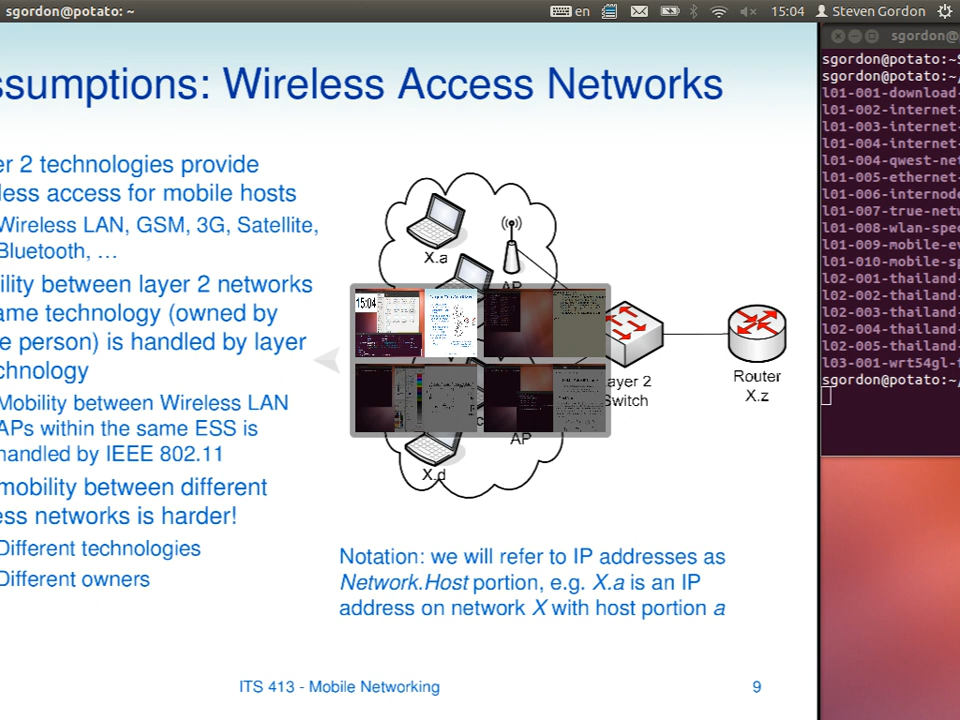 sgordon@potato: ~
en
15:04
Steven Gordon
ssumptions: Wireless Access Networks
er 2 technologies provide
less access for mobile hosts
Wireless LAN, GSM, 3G, Satellite,
Bluetooth, …
ility between layer 2 networks
ame technology (owned by
e person) is handled by layer
chnology
Mobility between Wireless LAN
APs within the same ESS is
handled by IEEE 802.11
mobility between different
ess networks is harder!
Different technologies
Different owners
X.a
AP
15:04
Layer 2
Switch
Router
X.z
AP
X.d
Notation: we will refer to IP addresses as
Network.Host portion, e.g. X.a is an IP
address on network X with host portion a
ITS 413 - Mobile Networking
9
sgordon@
sgordon@potato:~S
sgordon@potato:~/
l01-001-download-
l01-002-internet-
l01-003-internet-
l01-004-internet-
l01-004-qwest-net
l01-005-ethernet-
l01-006-internode
l01-007-true-netw
l01-008-wlan-spec
l01-009-mobile-ev
l01-010-mobile-sp
l02-001-thailand-
l02-002-thailand-
l02-003-thailand-
l02-004-thailand-
l02-005-thailand-
l03-001-wrt54gl-f
sgordon@potato:~/